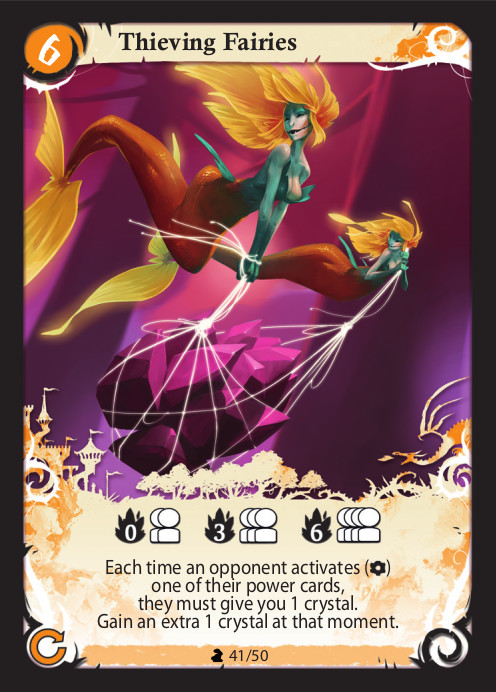 6
Thieving Fairies
0 3 6
Each time an opponent activates ( )
one of their power cards,
they must give you 1 crystal.
Gain an extra 1 crystal at that moment.
41/50